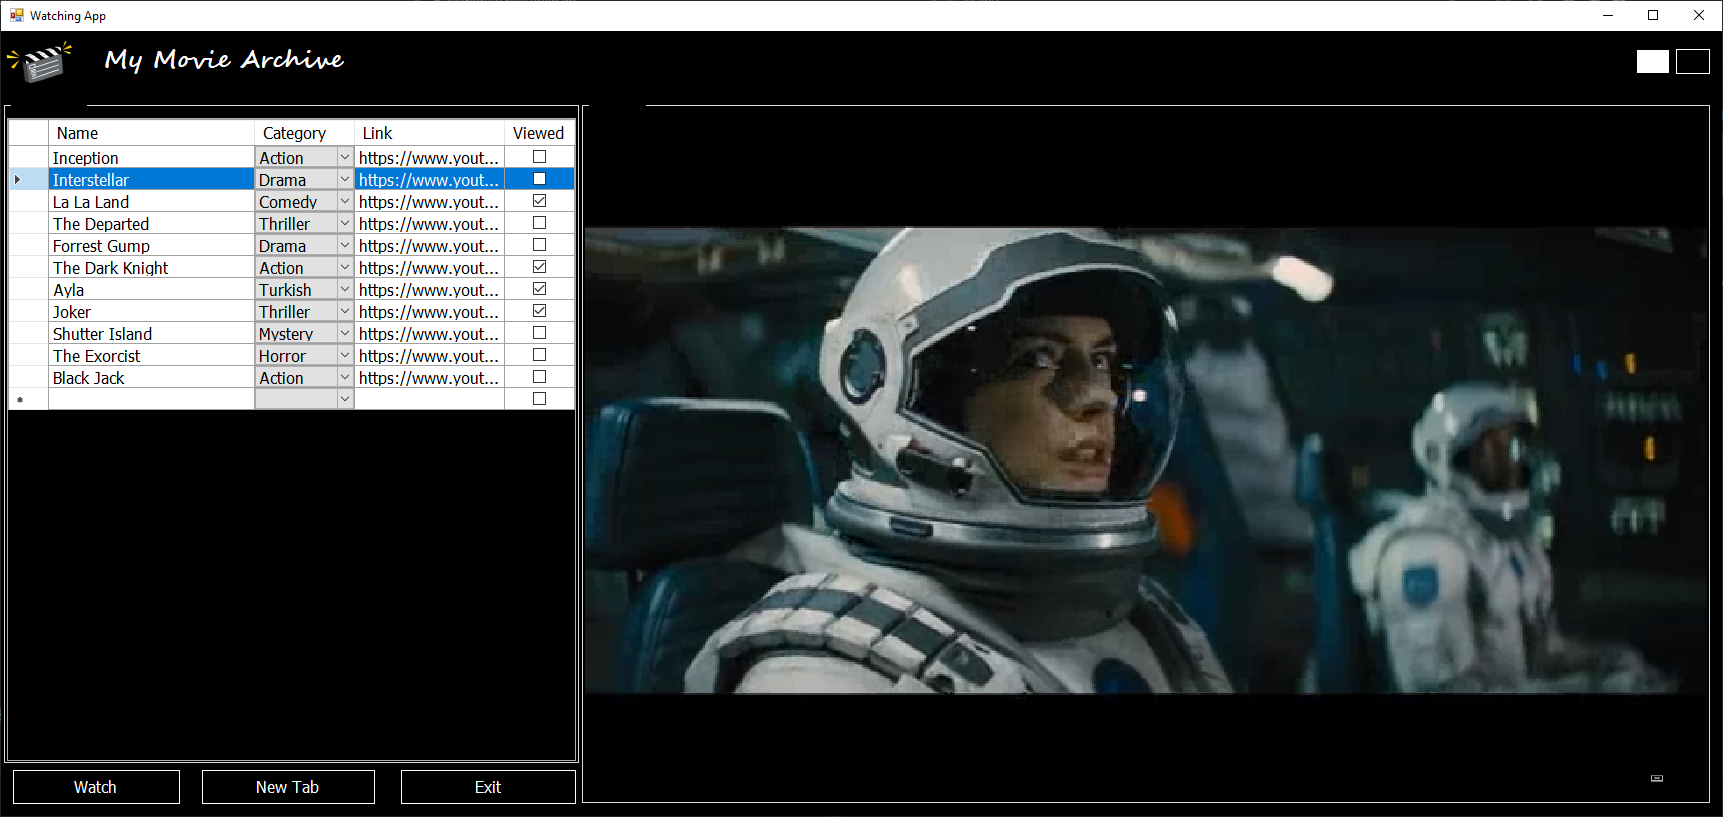 Watching App
My Movie Archive
Name Category Link Viewed
Inception Action https://www.yout...
Interstellar Drama https://www.yout...
La La Land Comedy https://www.yout...
The Departed Thriller https://www.yout...
Forrest Gump Drama https://www.yout...
The Dark Knight Action https://www.yout...
Ayla Turkish https://www.yout...
Joker Thriller https://www.yout...
Shutter Island Mystery https://www.yout...
The Exorcist Horror https://www.yout...
Black Jack Action https://www.yout...
Watch New Tab Exit